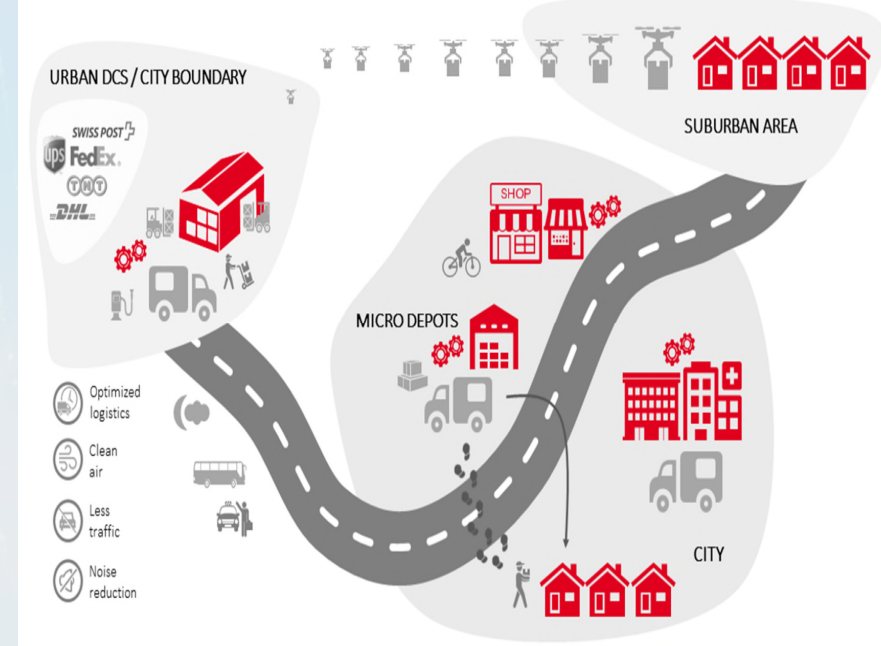 URBAN DCS / CITY BOUNDARY
SWISS POST
ups
FedEx.
TNT
DHL
SUBURBAN AREA
SHOP
MICRO DEPOTS
Optimized
logistics
Clean
air
Less
traffic
Noise
reduction
CITY